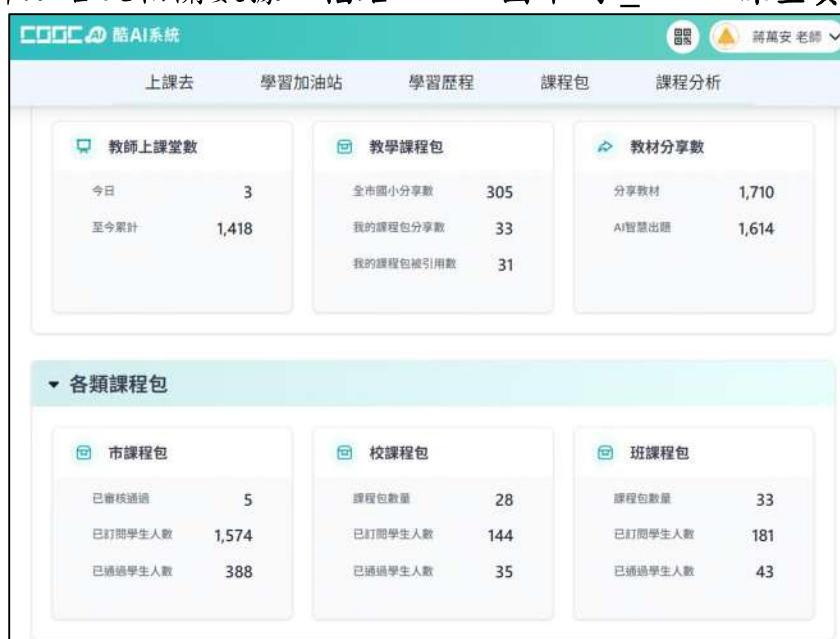 COOC AI 酷AI系統
蔣萬安 老師
上課去 學習加油站 學習歷程 課程包 課程分析
教師上課堂數
今日 3
至今累計 1,418
教學課程包
全市國小分享數 305
我的課程包分享數 33
我的課程包被引用數 31
教材分享數
分享教材 1,710
AI智慧出題 1,614
各類課程包
市課程包
已審核通過 5
已訂閱學生人數 1,574
已通過學生人數 388
校課程包
課程包數量 28
已訂閱學生人數 144
已通過學生人數 35
班課程包
課程包數量 33
已訂閱學生人數 181
已通過學生人數 43